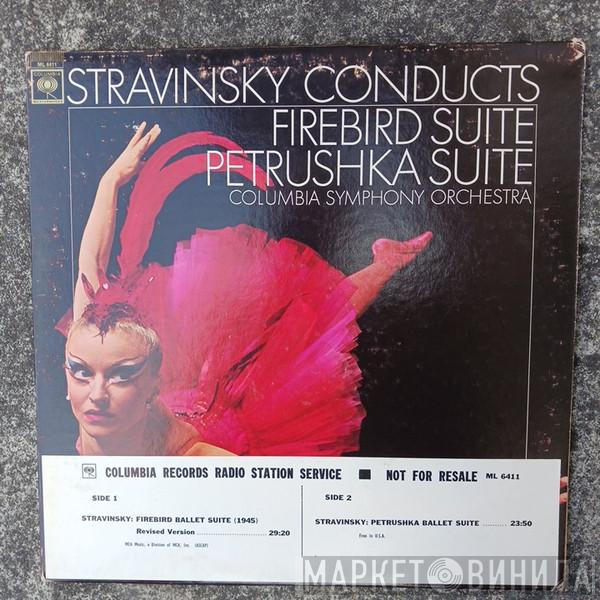 ML 6411
COLUMBIA
STRAVINSKY CONDUCTS
FIREBIRD SUITE
PETRUSHKA SUITE
COLUMBIA SYMPHONY ORCHESTRA
COLUMBIA RECORDS RADIO STATION SERVICE ■ NOT FOR RESALE ML 6411
SIDE 1
STRAVINSKY: FIREBIRD BALLET SUITE (1945)
Revised Version ........................ 29:20
MCA Music, a Division of MCA, Inc. (ASCAP)
SIDE 2
STRAVINSKY: PETRUSHKA BALLET SUITE ........ 23:50
Free in U.S.A.
МАРКЕТ ВИНИЛА